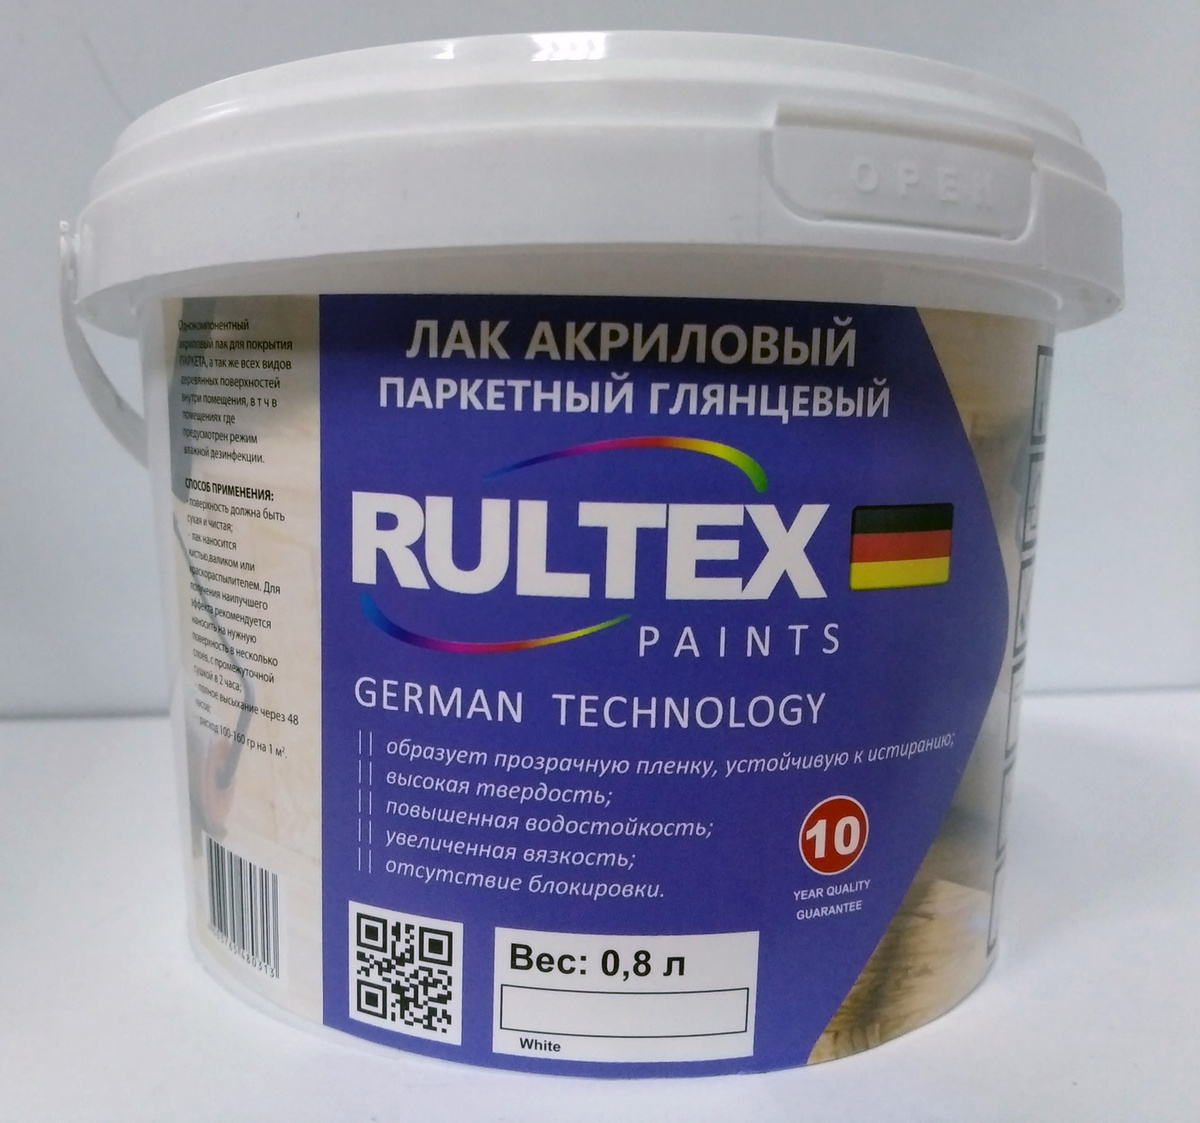 OPEN
ЛАК АКРИЛОВЫЙ
ПАРКЕТНЫЙ ГЛЯНЦЕВЫЙ
RULTEX
PAINTS
GERMAN TECHNOLOGY
|| образует прозрачную пленку, устойчивую к истиранию;
|| высокая твердость;
|| повышенная водостойкость;
|| увеличенная вязкость;
|| отсутствие блокировки.
10
YEAR QUALITY
GUARANTEE
Вес: 0,8 л
White
Однокомпонентный
акриловый лак для покрытия
ПАРКЕТА, а так же всех видов
деревянных поверхностей
внутри помещения, в т ч в
помещениях где
предусмотрен режим
влажной дезинфекции.
СПОСОБ ПРИМЕНЕНИЯ:
- поверхность должна быть
сухая и чистая;
- лак наносится
кистью,валиком или
краскораспылителем. Для
получения наилучшего
эффекта рекомендуется
наносить на нужную
поверхность в несколько
слоев, с промежуточной
сушкой в 2 часа;
- полное высыхание через 48
часов;
- расход 100-160 гр на 1 м².